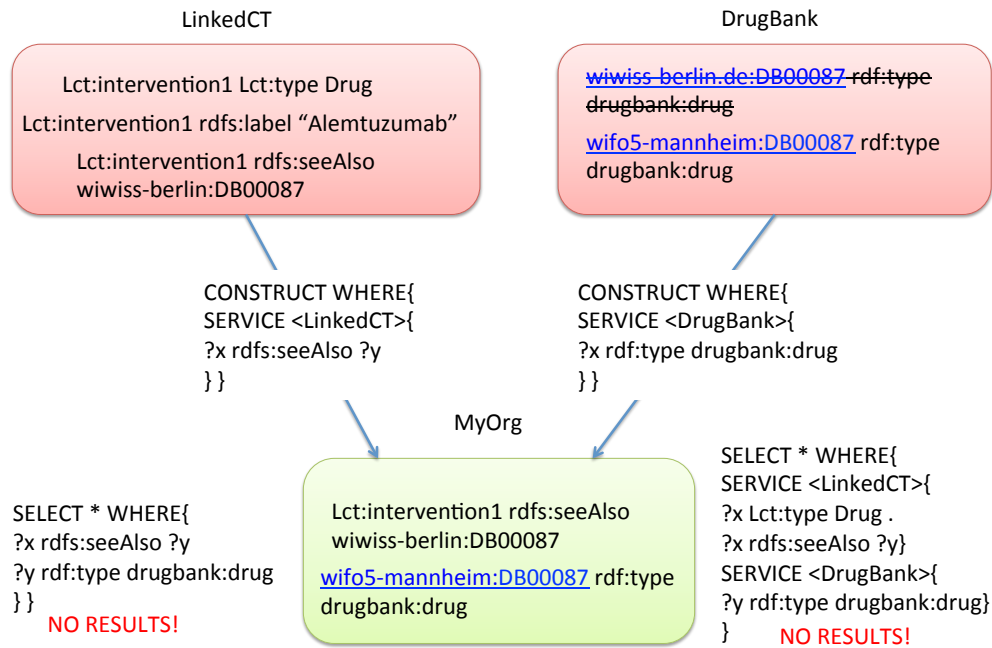 LinkedCT
Lct:intervention1 Lct:type Drug
Lct:intervention1 rdfs:label “Alemtuzumab”
Lct:intervention1 rdfs:seeAlso
wiwiss-berlin:DB00087
DrugBank
wiwiss-berlin.de:DB00087 rdf:type
drugbank:drug
wifo5-mannheim:DB00087 rdf:type
drugbank:drug
CONSTRUCT WHERE{
SERVICE <LinkedCT>{
?x rdfs:seeAlso ?y
} }
CONSTRUCT WHERE{
SERVICE <DrugBank>{
?x rdf:type drugbank:drug
} }
MyOrg
Lct:intervention1 rdfs:seeAlso
wiwiss-berlin:DB00087
wifo5-mannheim:DB00087 rdf:type
drugbank:drug
SELECT * WHERE{
?x rdfs:seeAlso ?y
?y rdf:type drugbank:drug
} }
NO RESULTS!
SELECT * WHERE{
SERVICE <LinkedCT>{
?x Lct:type Drug .
?x rdfs:seeAlso ?y}
SERVICE <DrugBank>{
?y rdf:type drugbank:drug}
}
NO RESULTS!